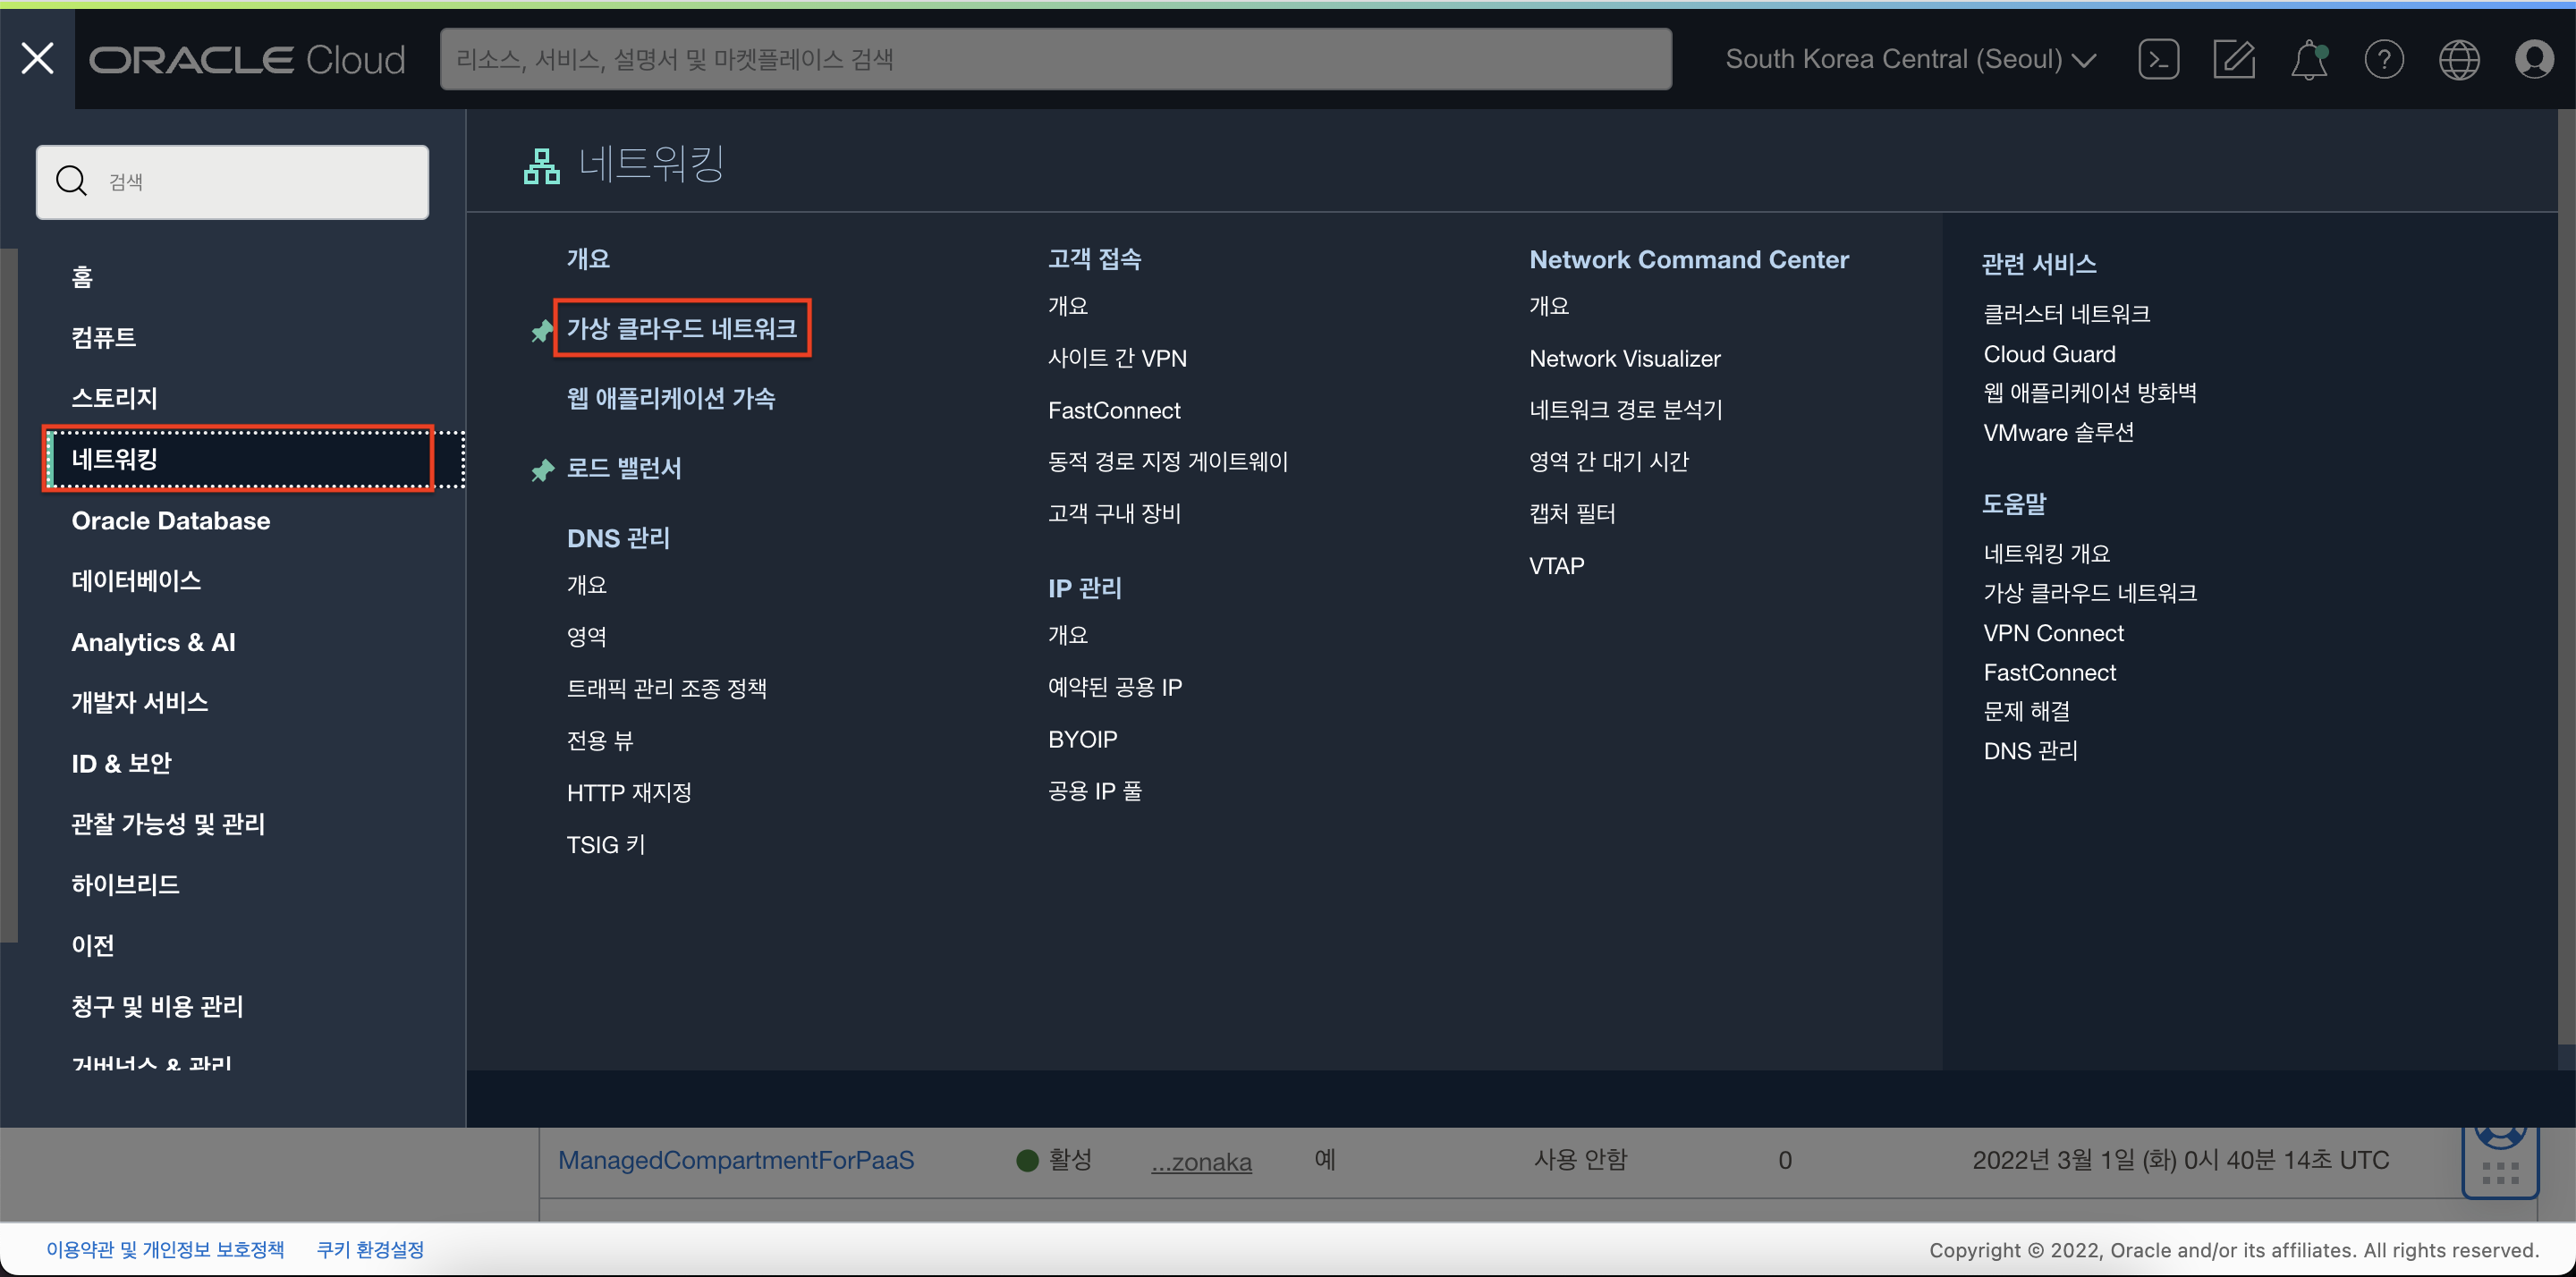 ORACLE Cloud
리소스, 서비스, 설명서 및 마켓플레이스 검색
South Korea Central (Seoul)
검색
홈
컴퓨트
스토리지
네트워킹
Oracle Database
데이터베이스
Analytics & AI
개발자 서비스
ID & 보안
관찰 가능성 및 관리
하이브리드
이전
청구 및 비용 관리
거버넌스 & 관리
네트워킹
개요
가상 클라우드 네트워크
웹 애플리케이션 가속
로드 밸런서
DNS 관리
개요
영역
트래픽 관리 조종 정책
전용 뷰
HTTP 재지정
TSIG 키
고객 접속
개요
사이트 간 VPN
FastConnect
동적 경로 지정 게이트웨이
고객 구내 장비
IP 관리
개요
예약된 공용 IP
BYOIP
공용 IP 풀
Network Command Center
개요
Network Visualizer
네트워크 경로 분석기
영역 간 대기 시간
캡처 필터
VTAP
관련 서비스
클러스터 네트워크
Cloud Guard
웹 애플리케이션 방화벽
VMware 솔루션
도움말
네트워킹 개요
가상 클라우드 네트워크
VPN Connect
FastConnect
문제 해결
DNS 관리
ManagedCompartmentForPaaS 활성 ...zonaka 예 사용 안함 0 2022년 3월 1일 (화) 0시 40분 14초 UTC
이용약관 및 개인정보 보호정책 쿠키 환경설정 Copyright © 2022, Oracle and/or its affiliates. All rights reserved.